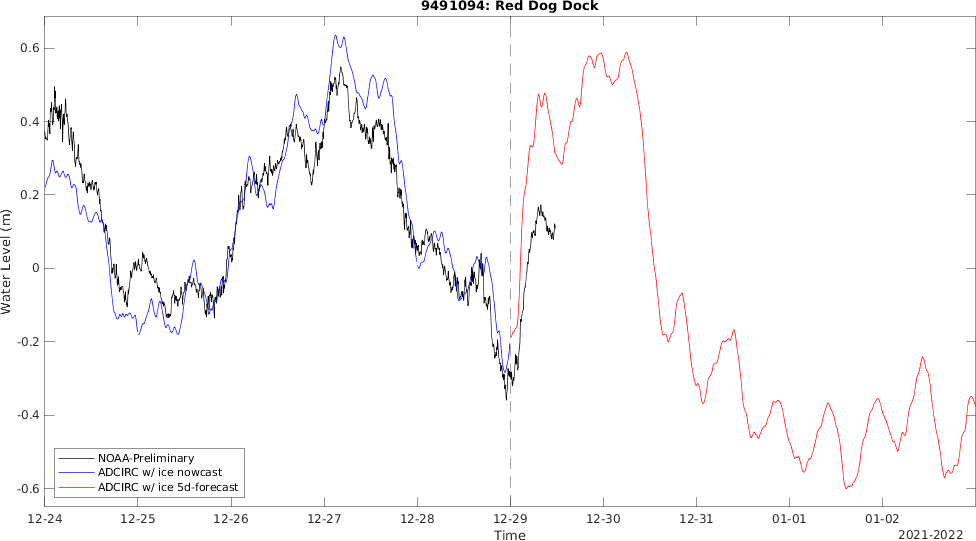 9491094: Red Dog Dock
Water Level (m)
0.6
0.4
0.2
0
-0.2
-0.4
-0.6
NOAA-Preliminary
ADCIRC w/ ice nowcast
ADCIRC w/ ice 5d-forecast
12-24 12-25 12-26 12-27 12-28 12-29 12-30 12-31 01-01 01-02
Time
2021-2022